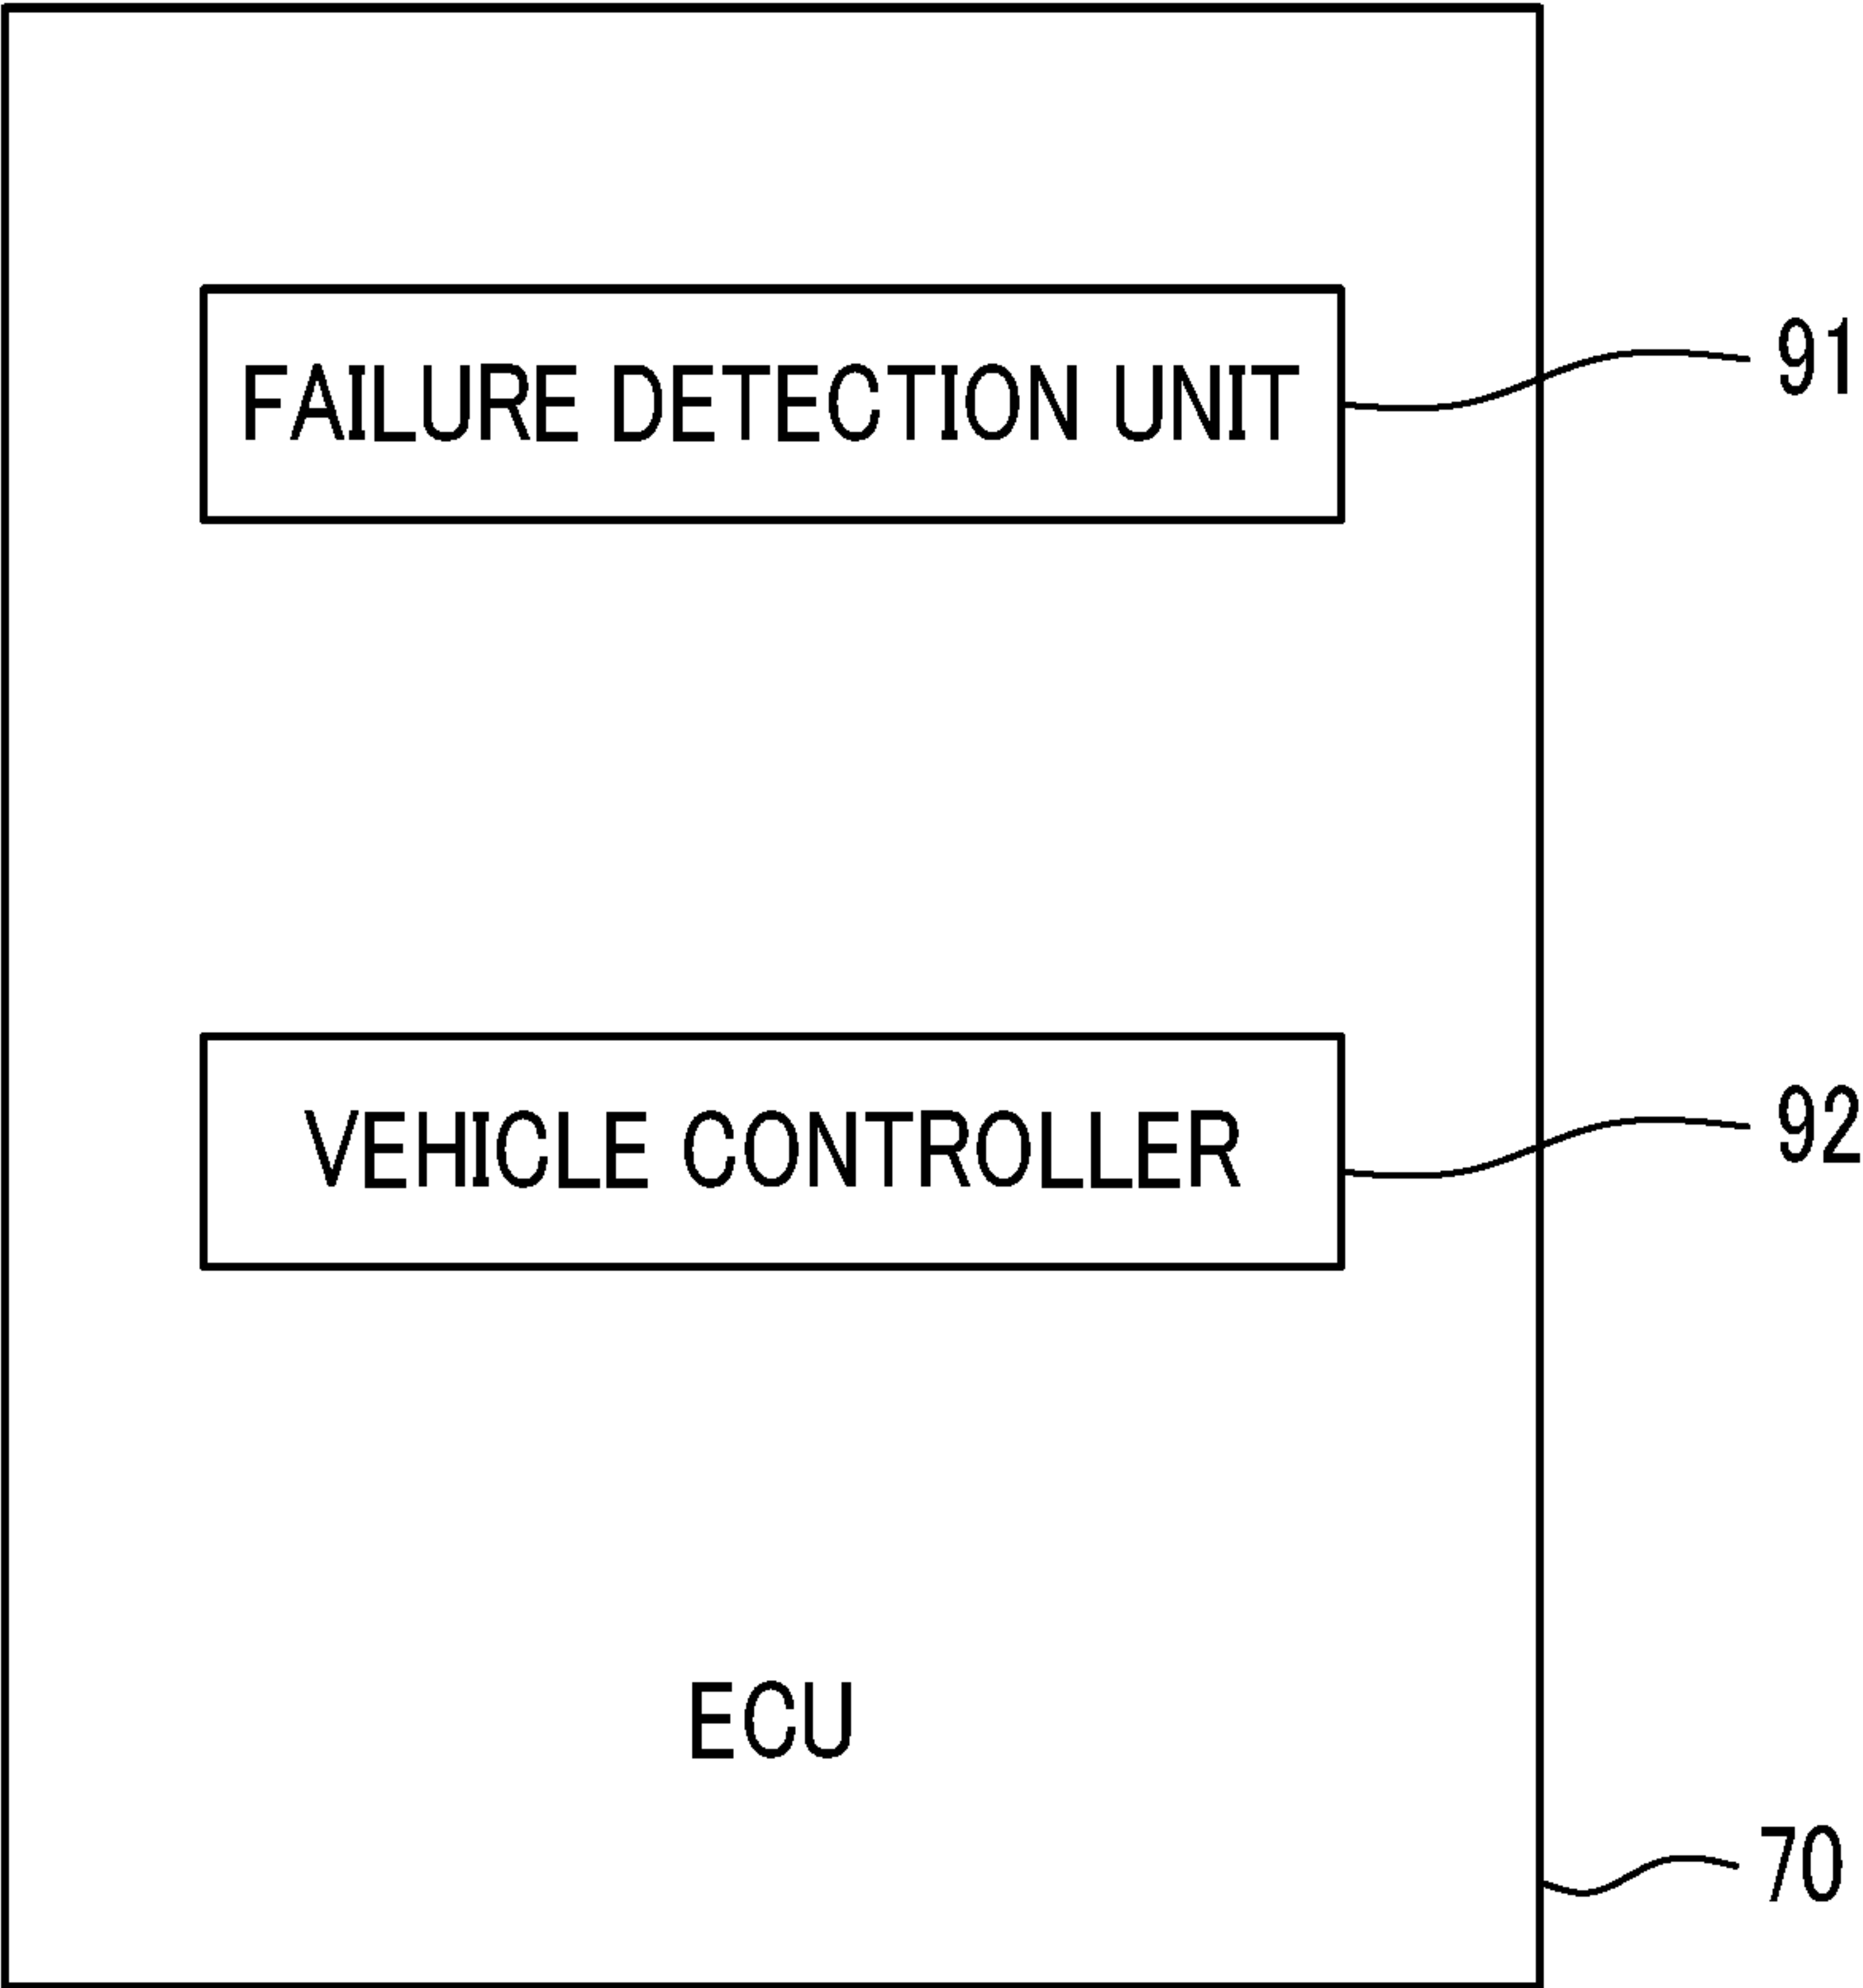 FAILURE DETECTION UNIT
91
VEHICLE CONTROLLER
92
ECU
70